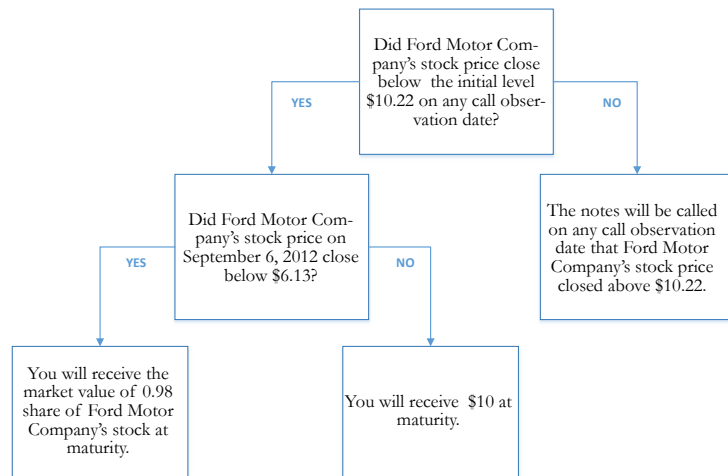 Did Ford Motor Com-
pany's stock price close
below the initial level
$10.22 on any call obser-
vation date?
YES
NO
Did Ford Motor Com-
pany's stock price on
September 6, 2012 close
below $6.13?
The notes will be called
on any call observation
date that Ford Motor
Company's stock price
closed above $10.22.
YES
NO
You will receive the
market value of 0.98
share of Ford Motor
Company's stock at
maturity.
You will receive $10 at
maturity.